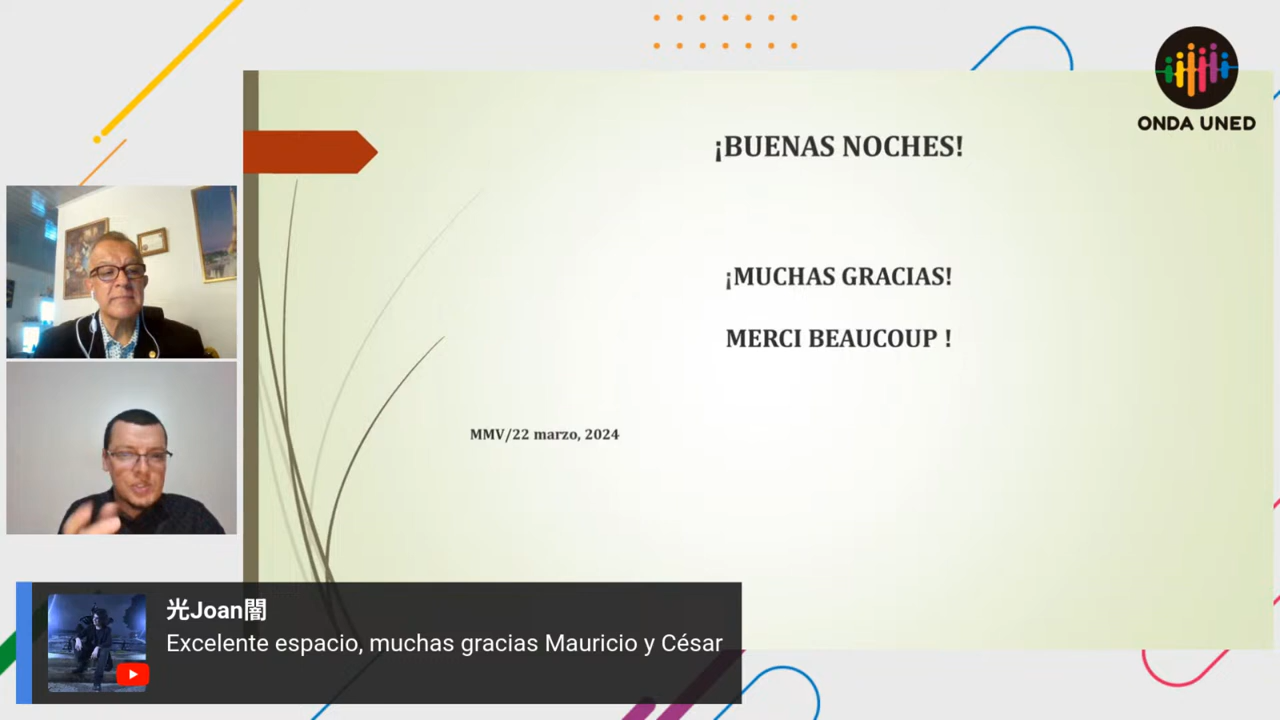 ONDA UNED
¡BUENAS NOCHES!
¡MUCHAS GRACIAS!
MERCI BEAUCOUP !
MMV/22 marzo, 2024
光Joan闇
Excelente espacio, muchas gracias Mauricio y César